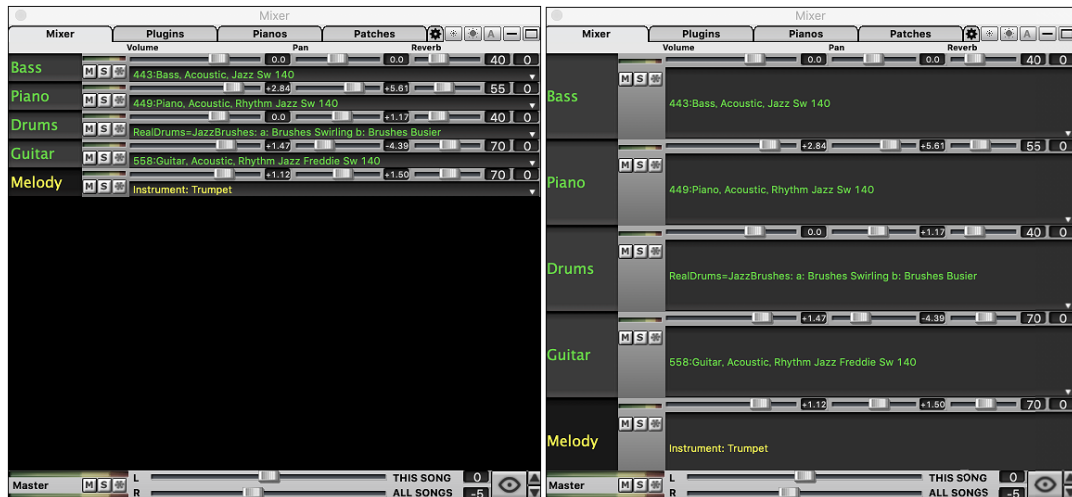 Mixer
Mixer Plugins Pianos Patches A
Volume Pan Reverb
Bass M S 0.0 0.0 40 0
443:Bass, Acoustic, Jazz Sw 140
Piano M S +2.84 +5.61 55 0
449:Piano, Acoustic, Rhythm Jazz Sw 140
Drums M S 0.0 +1.17 40 0
RealDrums=JazzBrushes: a: Brushes Swirling b: Brushes Busier
Guitar M S +1.47 -4.39 70 0
558:Guitar, Acoustic, Rhythm Jazz Freddie Sw 140
Melody M S +1.12 +1.50 70 0
Instrument: Trumpet
Master M S L THIS SONG 0
R ALL SONGS -5
Mixer
Mixer Plugins Pianos Patches A
Volume Pan Reverb
0.0 0.0 40 0
M S
Bass 443:Bass, Acoustic, Jazz Sw 140
+2.84 +5.61 55 0
M S
Piano 449:Piano, Acoustic, Rhythm Jazz Sw 140
0.0 +1.17 40 0
M S
Drums RealDrums=JazzBrushes: a: Brushes Swirling b: Brushes Busier
+1.47 -4.39 70 0
M S
Guitar 558:Guitar, Acoustic, Rhythm Jazz Freddie Sw 140
+1.12 +1.50 70 0
M S
Melody Instrument: Trumpet
Master M S L THIS SONG 0
R ALL SONGS -5